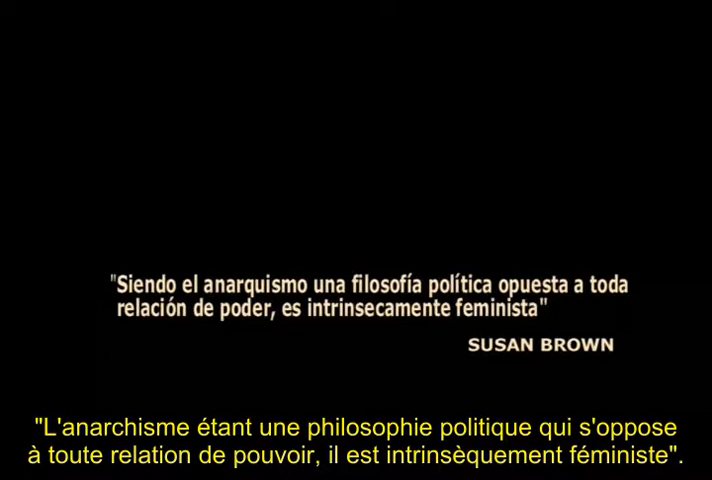 "Siendo el anarquismo una filosofía política opuesta a toda
relación de poder, es intrinsecamente feminista"
SUSAN BROWN
"L'anarchisme étant une philosophie politique qui s'oppose
à toute relation de pouvoir, il est intrinsèquement féministe".